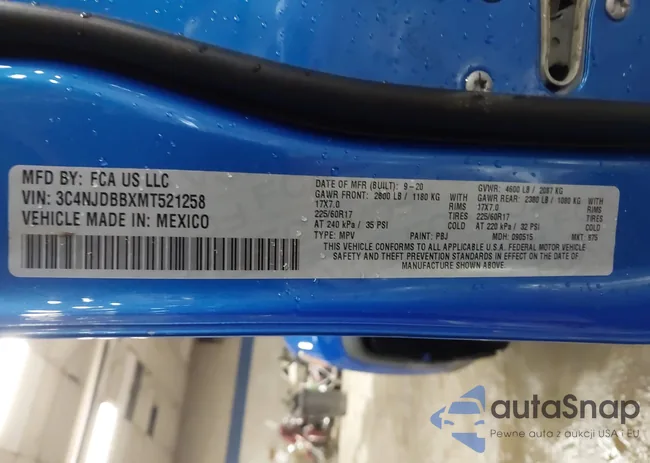 MFD BY: FCA US LLC
VIN: 3C4NJDBBXMT521258
VEHICLE MADE IN: MEXICO
DATE OF MFR (BUILT): 9-20 GVWR: 4600 LB / 2087 KG
GAWR FRONT: 2600 LB / 1180 KG WITH GAWR REAR: 2380 LB / 1080 KG WITH
17X7.0 RIMS 17X7.0 RIMS
225/60R17 TIRES 225/60R17 TIRES
AT 240 kPa / 35 PSI COLD AT 220 kPa / 32 PSI COLD
TYPE: MPV PAINT: PBJ MDH: 090515 MKT: 975
THIS VEHICLE CONFORMS TO ALL APPLICABLE U.S.A. FEDERAL MOTOR VEHICLE
SAFETY AND THEFT PREVENTION STANDARDS IN EFFECT ON THE DATE OF
MANUFACTURE SHOWN ABOVE.
autaSnap
Pewne auta z aukcji USA i EU